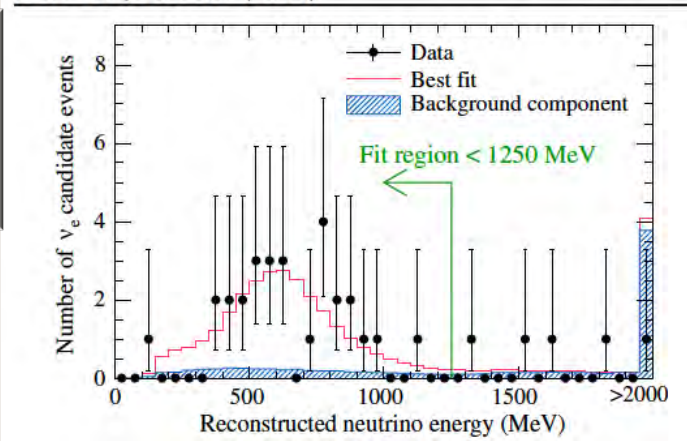 Data
Best fit
Background component
Fit region < 1250 MeV
Number of νe candidate events
8
6
4
2
0
0 500 1000 1500 >2000
Reconstructed neutrino energy (MeV)